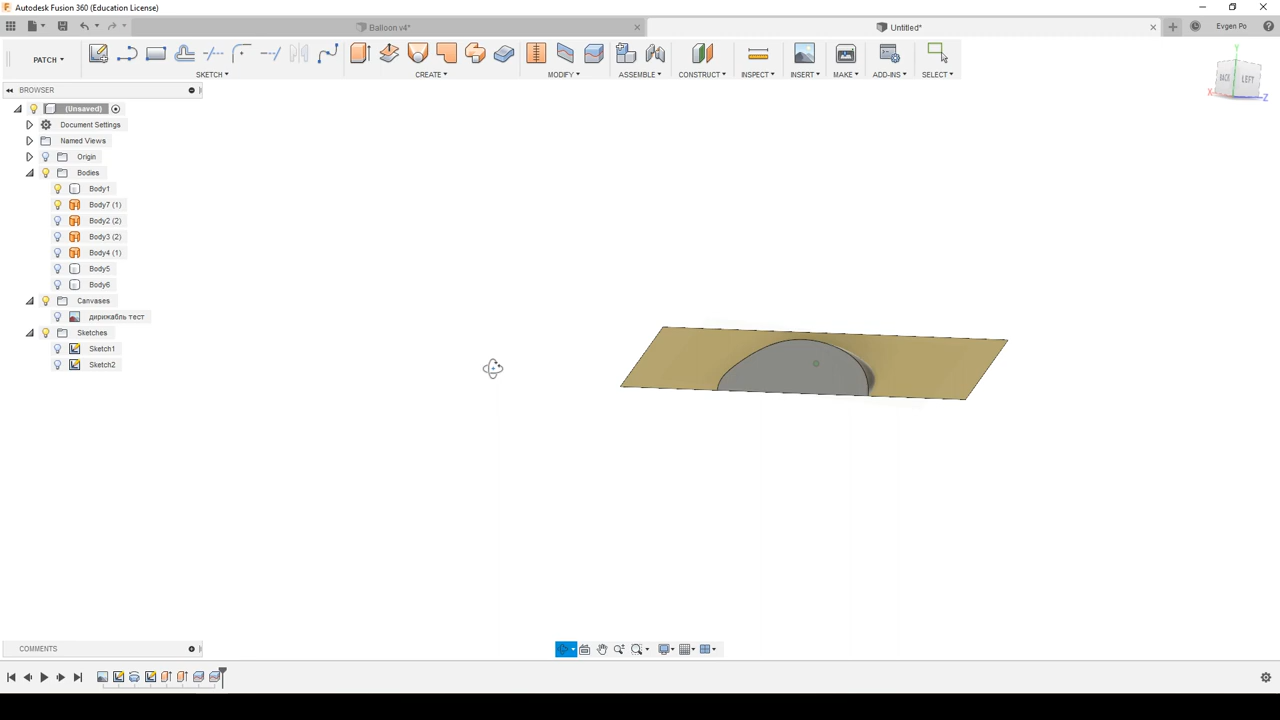 Autodesk Fusion 360 (Education License)
Balloon v4*
Untitled*
Evgen Po
PATCH
SKETCH
CREATE
MODIFY
ASSEMBLE
CONSTRUCT
INSPECT
INSERT
MAKE
ADD-INS
SELECT
BROWSER
(Unsaved)
Document Settings
Named Views
Origin
Bodies
Body1
Body7 (1)
Body2 (2)
Body3 (2)
Body4 (1)
Body5
Body6
Canvases
дирижабль тест
Sketches
Sketch1
Sketch2
Y
BACK
LEFT
X
Z
COMMENTS